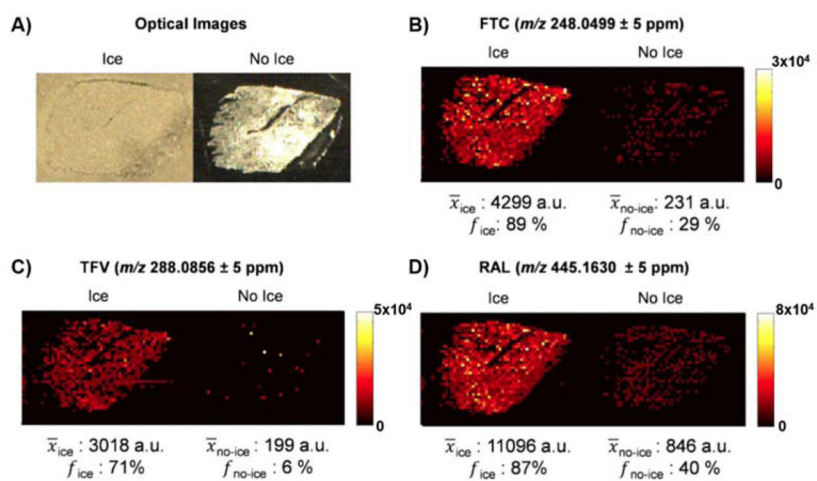 A)
Optical Images
Ice
No Ice
B)
FTC (m/z 248.0499 ± 5 ppm)
Ice
No Ice
3x10⁴
0
x̅ice : 4299 a.u.
x̅no-ice: 231 a.u.
fice: 89 %
fno-ice : 29 %
C)
TFV (m/z 288.0856 ± 5 ppm)
Ice
No Ice
5x10⁴
0
x̅ice : 3018 a.u.
x̅no-ice : 199 a.u.
fice : 71%
fno-ice : 6 %
D)
RAL (m/z 445.1630 ± 5 ppm)
Ice
No Ice
8x10⁴
0
x̅ice : 11096 a.u.
x̅no-ice : 846 a.u.
fice : 87%
fno-ice : 40 %